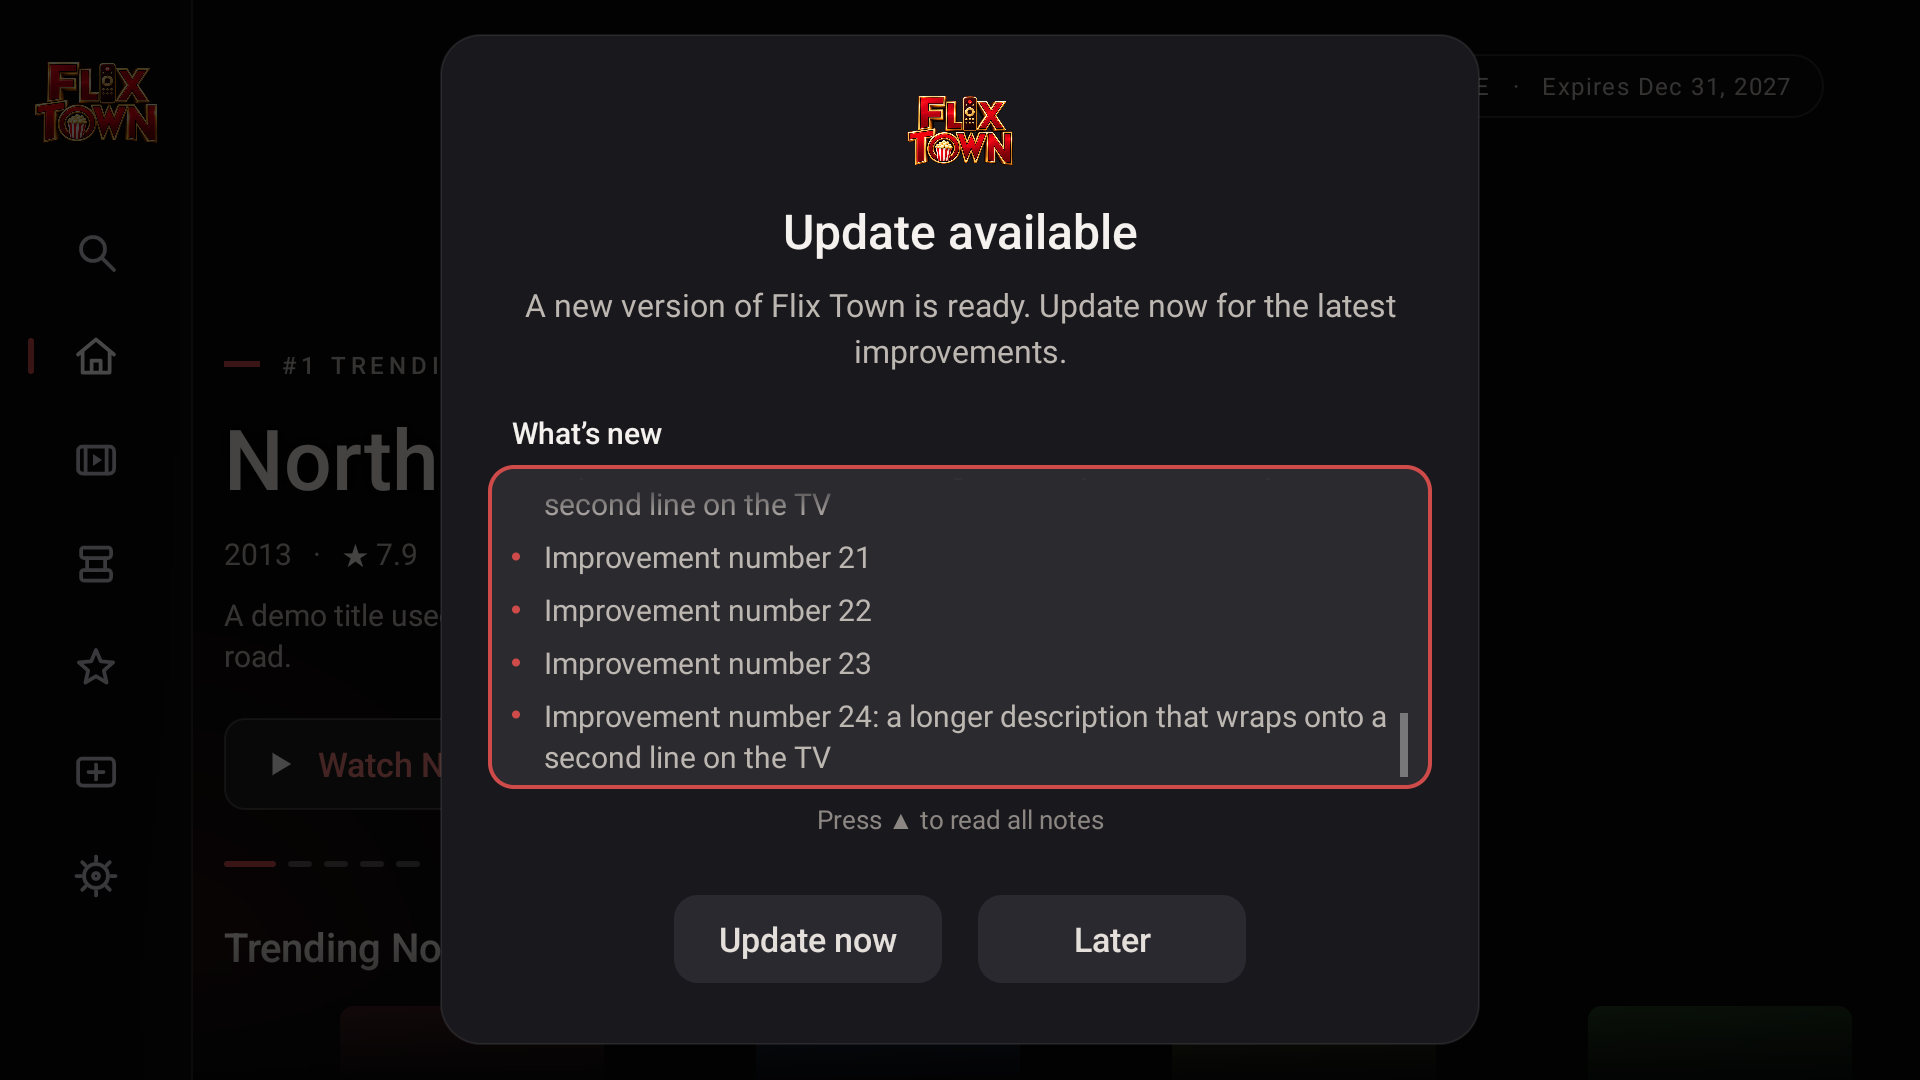 FLIX
TOWN
FLIX
TOWN
E · Expires Dec 31, 2027
Update available
A new version of Flix Town is ready. Update now for the latest
improvements.
#1 TRENDI
North
2013 · ★ 7.9
A demo title use
road.
Watch N
Trending No
What's new
second line on the TV
• Improvement number 21
• Improvement number 22
• Improvement number 23
• Improvement number 24: a longer description that wraps onto a
second line on the TV
Press ▲ to read all notes
Update now
Later